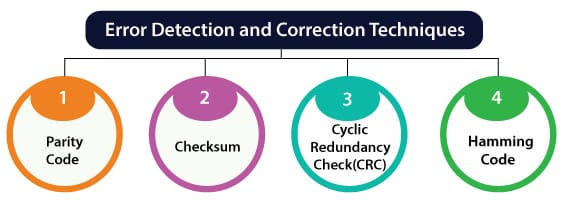 Error Detection and Correction Techniques
1
Parity
Code
2
Checksum
3
Cyclic
Redundancy
Check(CRC)
4
Hamming
Code